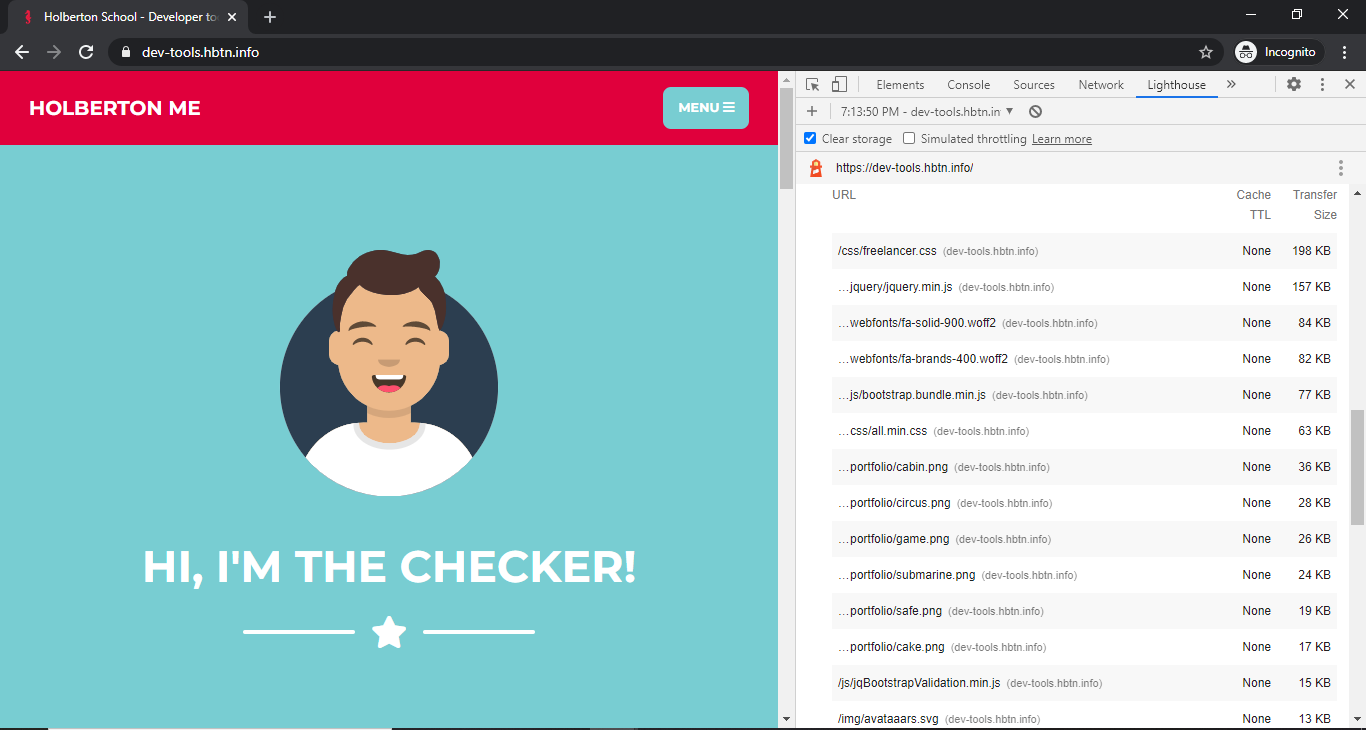 Holberton School - Developer to
dev-tools.hbtn.info
Incognito
HOLBERTON ME
MENU
HI, I'M THE CHECKER!
Elements Console Sources Network Lighthouse
7:13:50 PM - dev-tools.hbtn.in
Clear storage Simulated throttling Learn more
https://dev-tools.hbtn.info/
URL Cache TTL Transfer Size
/css/freelancer.css (dev-tools.hbtn.info) None 198 KB
…jquery/jquery.min.js (dev-tools.hbtn.info) None 157 KB
…webfonts/fa-solid-900.woff2 (dev-tools.hbtn.info) None 84 KB
…webfonts/fa-brands-400.woff2 (dev-tools.hbtn.info) None 82 KB
…js/bootstrap.bundle.min.js (dev-tools.hbtn.info) None 77 KB
…css/all.min.css (dev-tools.hbtn.info) None 63 KB
…portfolio/cabin.png (dev-tools.hbtn.info) None 36 KB
…portfolio/circus.png (dev-tools.hbtn.info) None 28 KB
…portfolio/game.png (dev-tools.hbtn.info) None 26 KB
…portfolio/submarine.png (dev-tools.hbtn.info) None 24 KB
…portfolio/safe.png (dev-tools.hbtn.info) None 19 KB
…portfolio/cake.png (dev-tools.hbtn.info) None 17 KB
/js/jqBootstrapValidation.min.js (dev-tools.hbtn.info) None 15 KB
/img/avataaars.svg (dev-tools.hbtn.info) None 13 KB